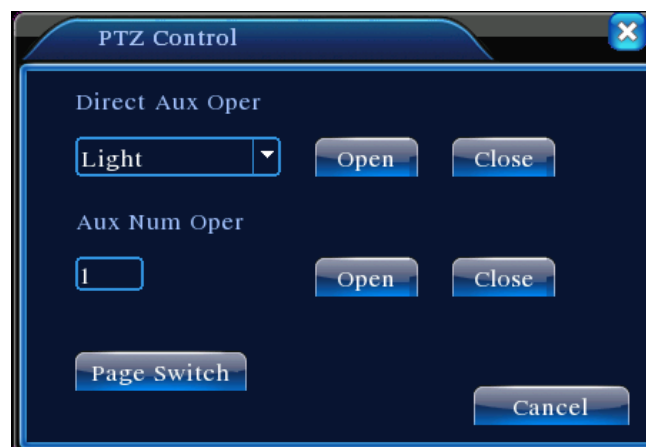 PTZ Control
Direct Aux Oper
Light Open Close
Aux Num Oper
1 Open Close
Page Switch
Cancel